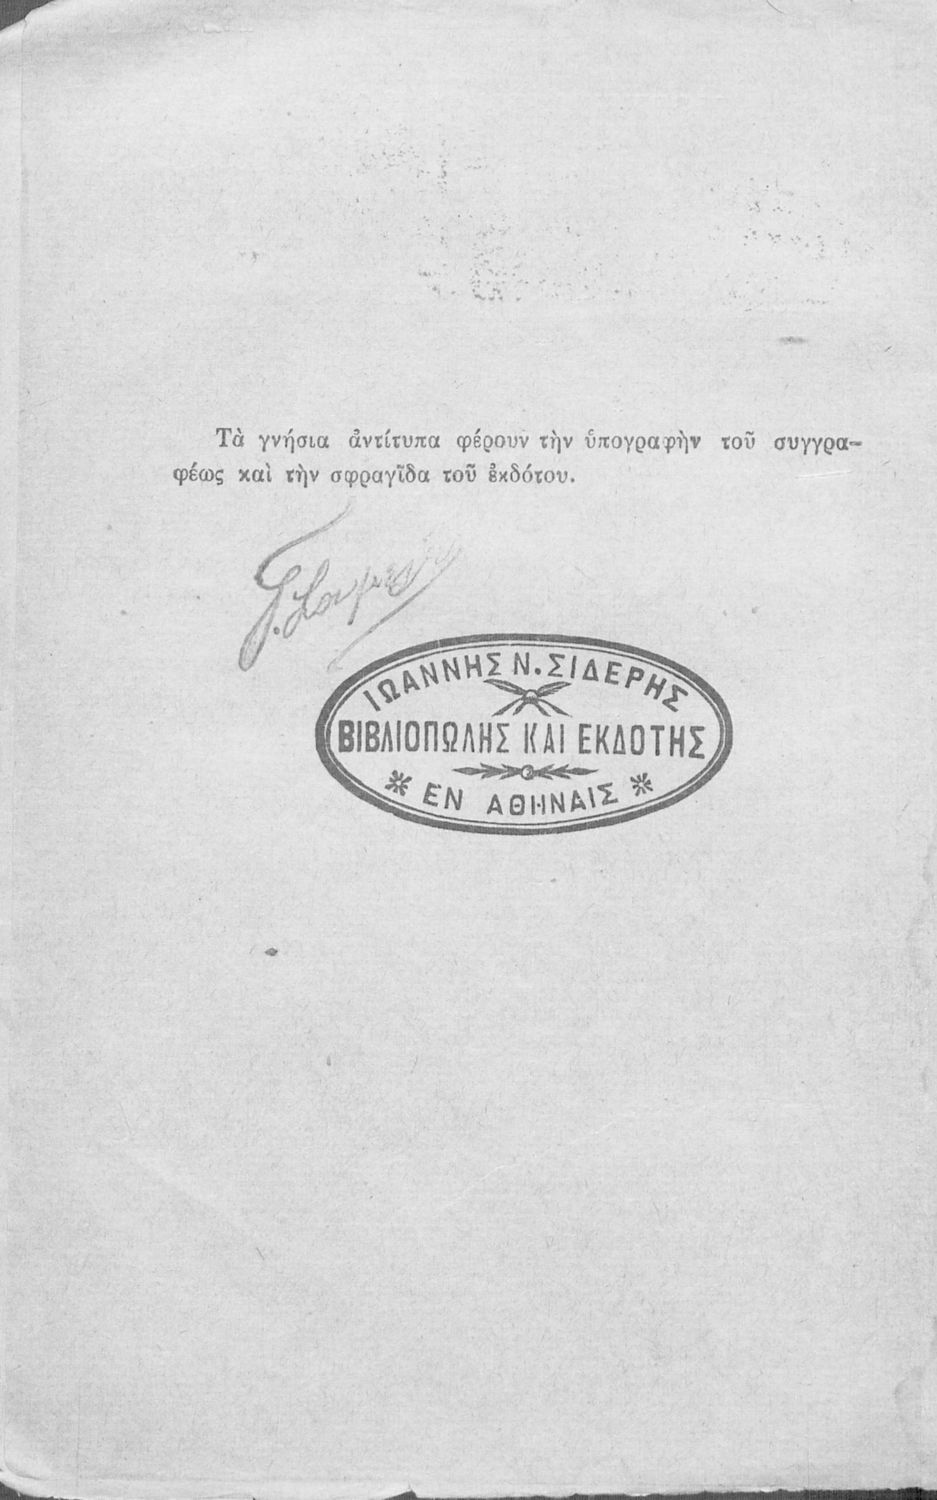 Τὰ γνήσια ἀντίτυπα φέρουν τὴν ὑπογραφὴν τοῦ συγγρα-
φέως καὶ τὴν σφραγῖδα τοῦ ἐκδότου.
ΙΩΑΝΝΗΣ Ν. ΣΙΔΕΡΗΣ
ΒΙΒΛΙΟΠΩΛΗΣ ΚΑΙ ΕΚΔΟΤΗΣ
ΕΝ ΑΘΗΝΑΙΣ